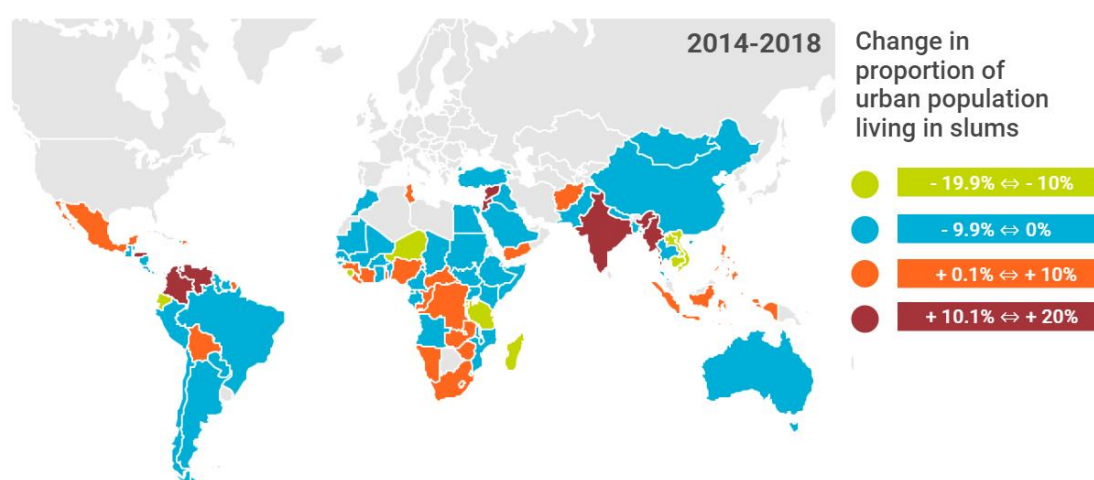 2014-2018
Change in
proportion of
urban population
living in slums
- 19.9% ⇔ - 10%
- 9.9% ⇔ 0%
+ 0.1% ⇔ + 10%
+ 10.1% ⇔ + 20%